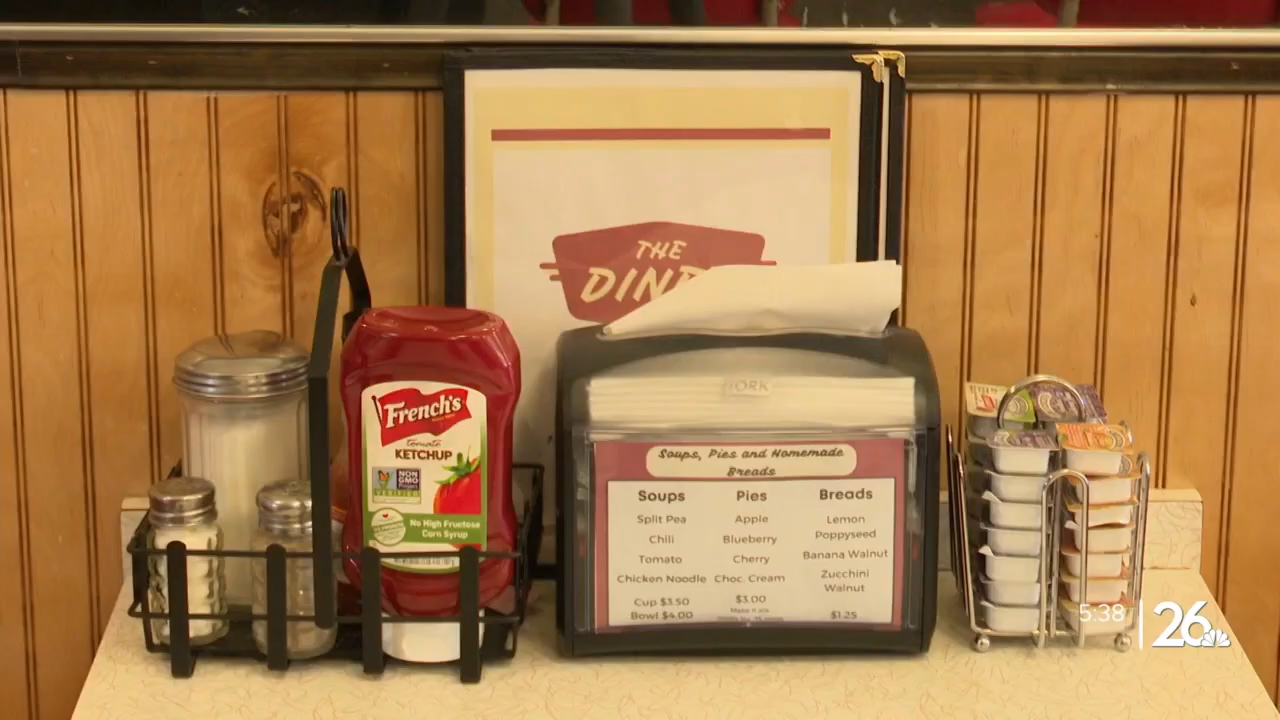 THE
French's
tomato
KETCHUP
NON
GMO
Project
VERIFIED
No High Fructose
Corn Syrup
TORK
Soups, Pies and Homemade
Breads
Soups Pies Breads
Split Pea Apple Lemon
Poppyseed
Chili Blueberry
Tomato Cherry Banana Walnut
Chicken Noodle Choc. Cream Zucchini
Walnut
Cup $3.50 $3.00
Bowl $4.00 $1.25
5:38 26